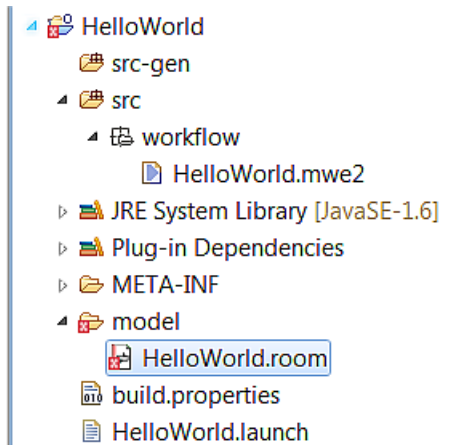 HelloWorld
src-gen
src
workflow
HelloWorld.mwe2
JRE System Library [JavaSE-1.6]
Plug-in Dependencies
META-INF
model
HelloWorld.room
build.properties
HelloWorld.launch